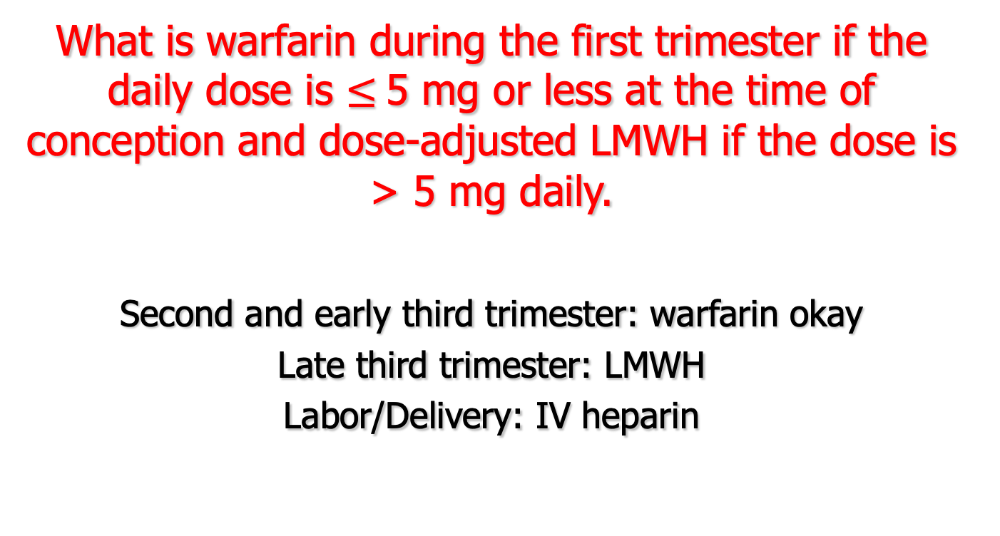 What is warfarin during the first trimester if the
daily dose is ≤ 5 mg or less at the time of
conception and dose-adjusted LMWH if the dose is
> 5 mg daily.
Second and early third trimester: warfarin okay
Late third trimester: LMWH
Labor/Delivery: IV heparin